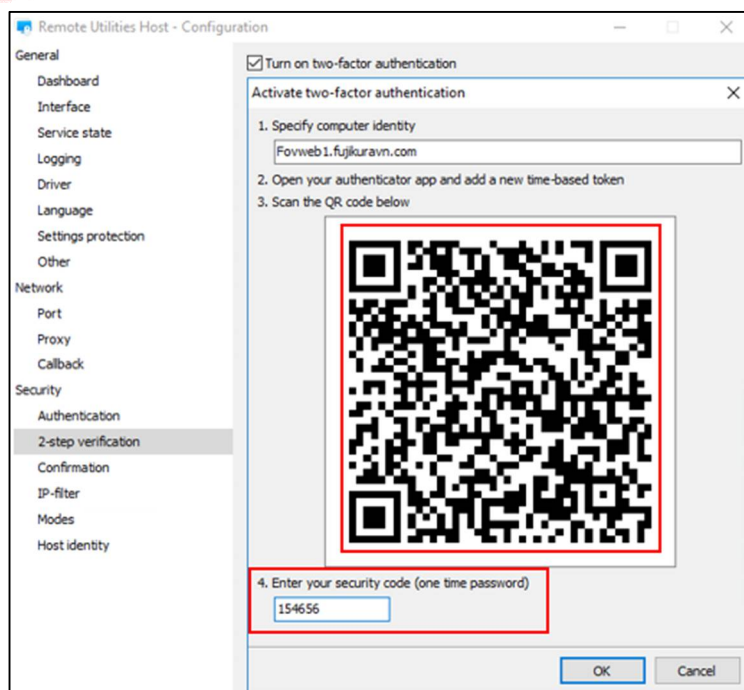 Remote Utilities Host - Configuration
General
Dashboard
Interface
Service state
Logging
Driver
Language
Settings protection
Other
Network
Port
Proxy
Callback
Security
Authentication
2-step verification
Confirmation
IP-filter
Modes
Host identity
Turn on two-factor authentication
Activate two-factor authentication
1. Specify computer identity
Fovweb1.fujikuravn.com
2. Open your authenticator app and add a new time-based token
3. Scan the QR code below
4. Enter your security code (one time password)
154656
OK
Cancel